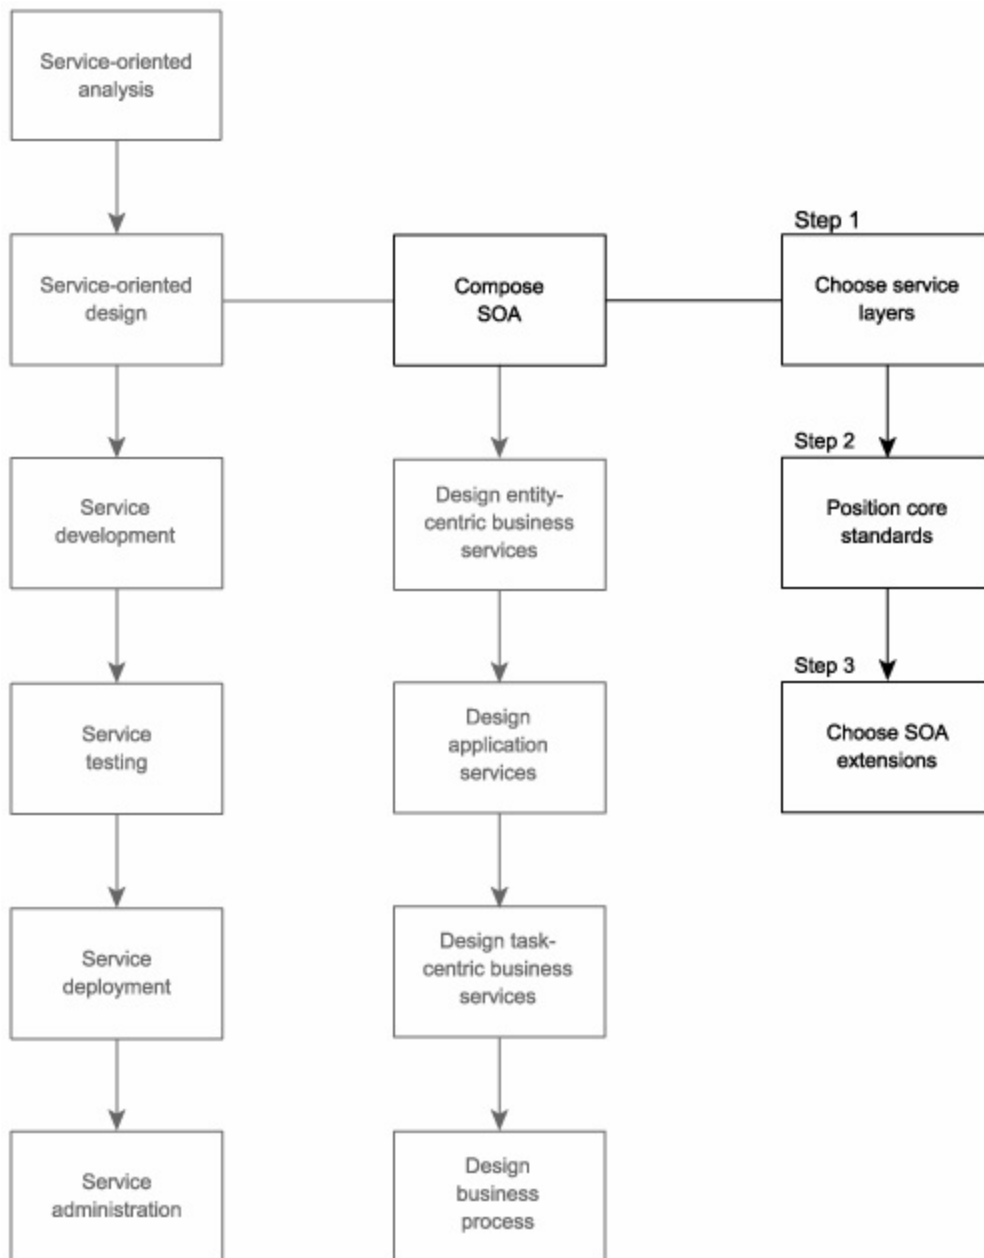 Service-oriented
analysis
Service-oriented
design
Service
development
Service
testing
Service
deployment
Service
administration
Compose
SOA
Design entity-
centric business
services
Design
application
services
Design task-
centric business
services
Design
business
process
Step 1
Choose service
layers
Step 2
Position core
standards
Step 3
Choose SOA
extensions